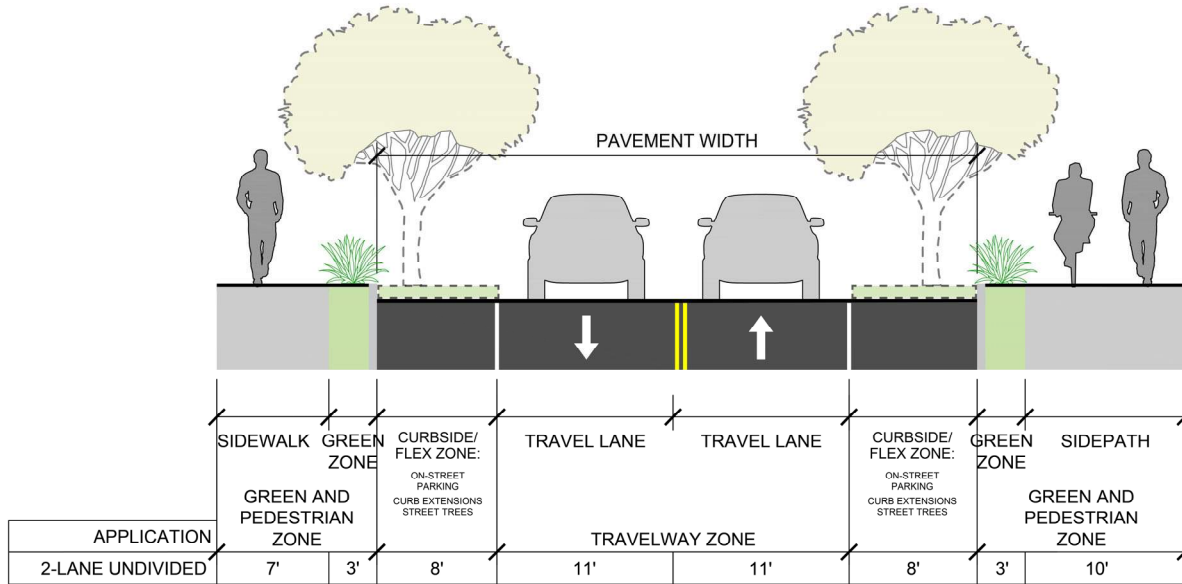 PAVEMENT WIDTH
SIDEWALK
GREEN
ZONE
GREEN AND
PEDESTRIAN
ZONE
CURBSIDE/
FLEX ZONE:
ON-STREET
PARKING
CURB EXTENSIONS
STREET TREES
TRAVEL LANE
TRAVEL LANE
TRAVELWAY ZONE
CURBSIDE/
FLEX ZONE:
ON-STREET
PARKING
CURB EXTENSIONS
STREET TREES
GREEN
ZONE
SIDEPATH
GREEN AND
PEDESTRIAN
ZONE
APPLICATION
2-LANE UNDIVIDED 7' 3' 8' 11' 11' 8' 3' 10'